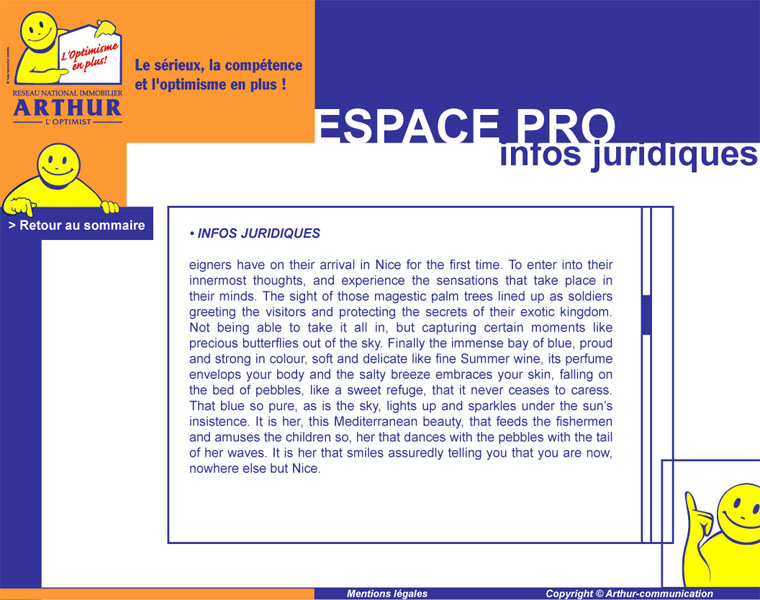 L'Optimisme
en plus!
RESEAU NATIONAL IMMOBILIER
ARTHUR
L'OPTIMIST
Le sérieux, la compétence
et l'optimisme en plus !
ESPACE PRO
infos juridiques
> Retour au sommaire
• INFOS JURIDIQUES
eigners have on their arrival in Nice for the first time. To enter into their
innermost thoughts, and experience the sensations that take place in
their minds. The sight of those magestic palm trees lined up as soldiers
greeting the visitors and protecting the secrets of their exotic kingdom.
Not being able to take it all in, but capturing certain moments like
precious butterflies out of the sky. Finally the immense bay of blue, proud
and strong in colour, soft and delicate like fine Summer wine, its perfume
envelops your body and the salty breeze embraces your skin, falling on
the bed of pebbles, like a sweet refuge, that it never ceases to caress.
That blue so pure, as is the sky, lights up and sparkles under the sun's
insistence. It is her, this Mediterranean beauty, that feeds the fishermen
and amuses the children so, her that dances with the pebbles with the tail
of her waves. It is her that smiles assuredly telling you that you are now,
nowhere else but Nice.
Mentions légales
Copyright © Arthur-communication